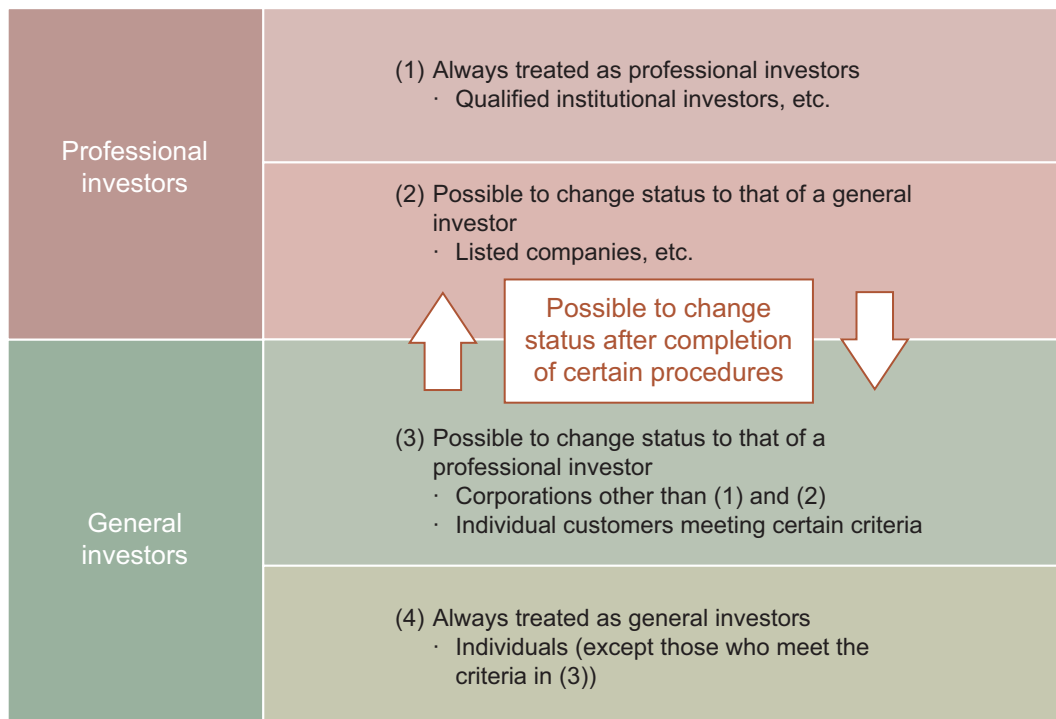 Professional
investors
(1) Always treated as professional investors
· Qualified institutional investors, etc.
(2) Possible to change status to that of a general
investor
· Listed companies, etc.
Possible to change
status after completion
of certain procedures
General
investors
(3) Possible to change status to that of a
professional investor
· Corporations other than (1) and (2)
· Individual customers meeting certain criteria
(4) Always treated as general investors
· Individuals (except those who meet the
criteria in (3))